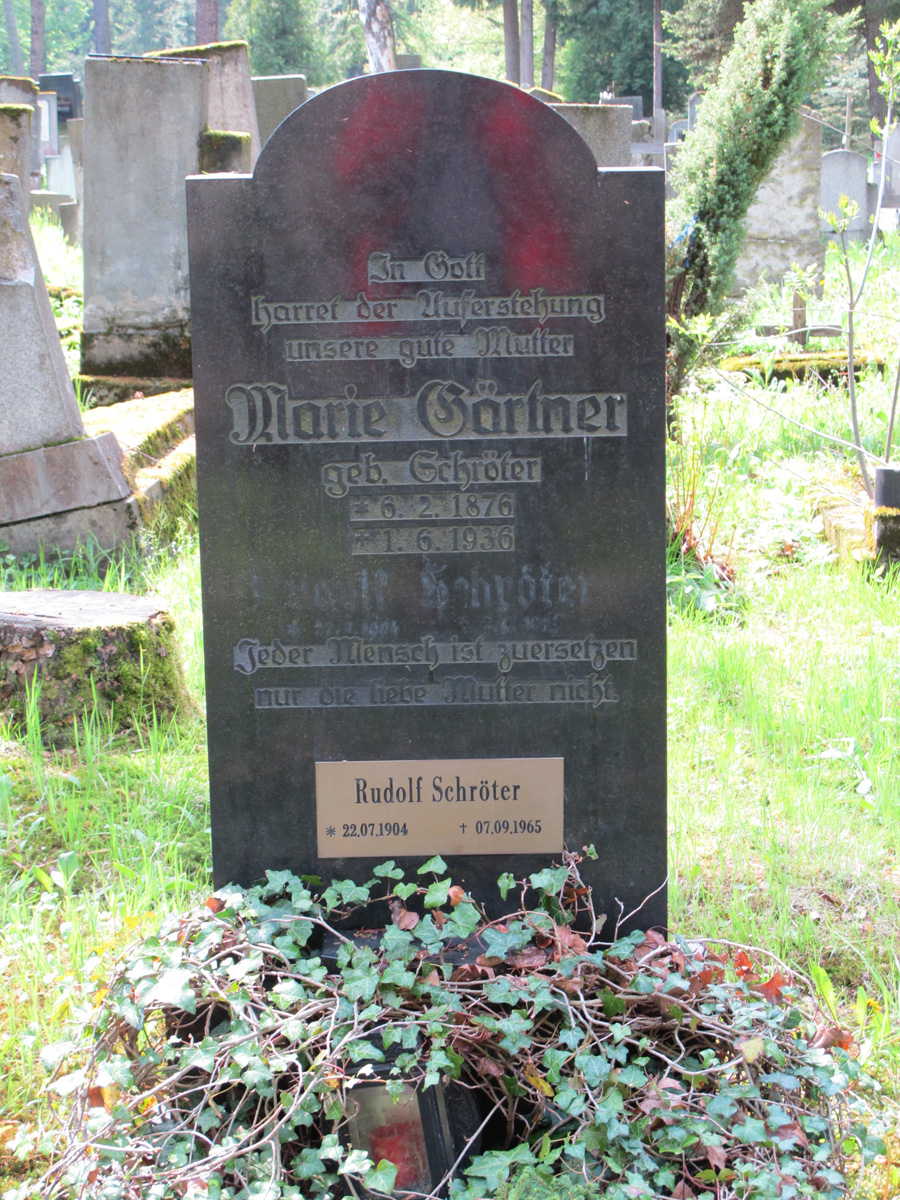 In Gott
harret der Auferstehung
unsere gute Mutter
Marie Gärtner
geb. Schröter
* 6. 2. 1876
† 1. 6. 1936
Schröter
Jeder Mensch ist zuersetzen
nur die liebe Mutter nicht.
Rudolf Schröter
* 22.07.1904 † 07.09.1965